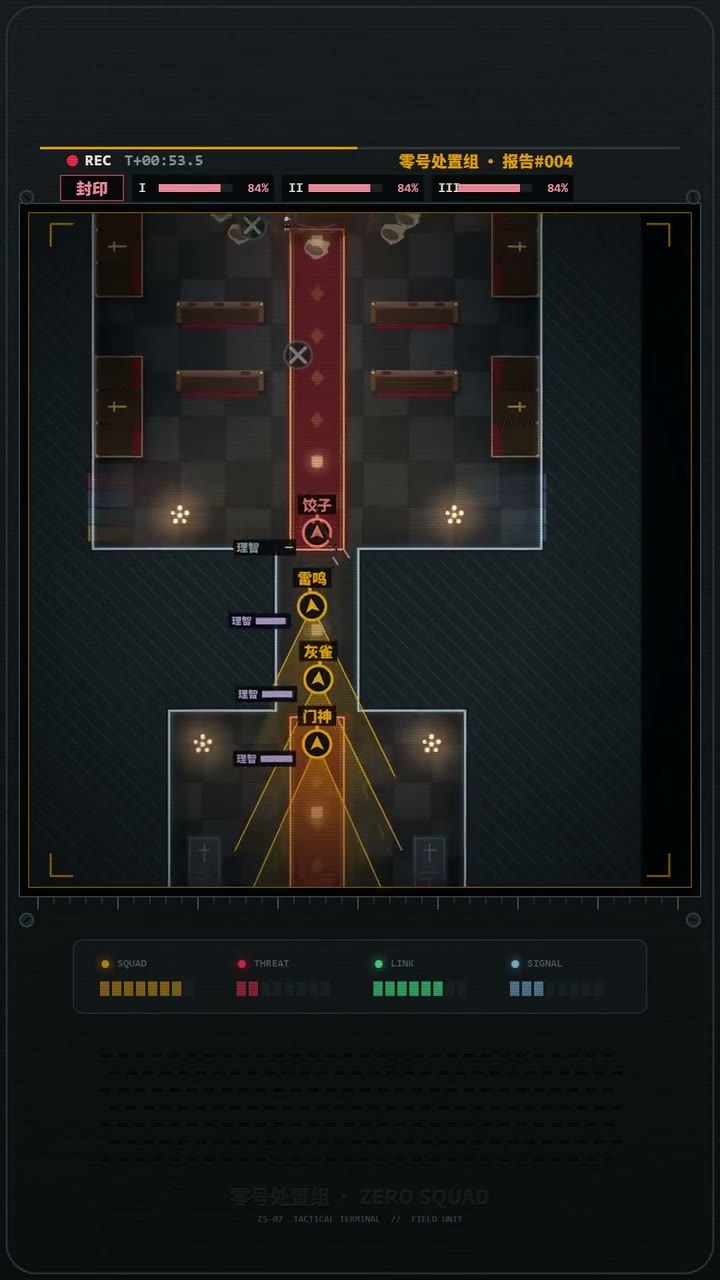 REC T+00:53.5 零号处置组 · 报告#004
封印 I 84% II 84% III 84%
饺子
理智
雷鸣
理智
灰雀
理智
门神
理智
SQUAD THREAT LINK SIGNAL
零号处置组 · ZERO SQUAD
ZS-07 TACTICAL TERMINAL // FIELD UNIT